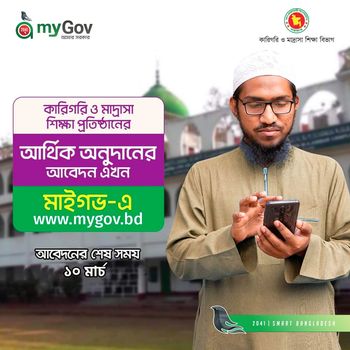 myGov
আমার সরকার
কারিগরি ও মাদ্রাসা শিক্ষা বিভাগ
কারিগরি ও মাদ্রাসা
শিক্ষা প্রতিষ্ঠানের
আর্থিক অনুদানের
আবেদন এখন
মাইগভ-এ
www.mygov.bd
আবেদনের শেষ সময়
১০ মার্চ
2041 | SMART BANGLADESH